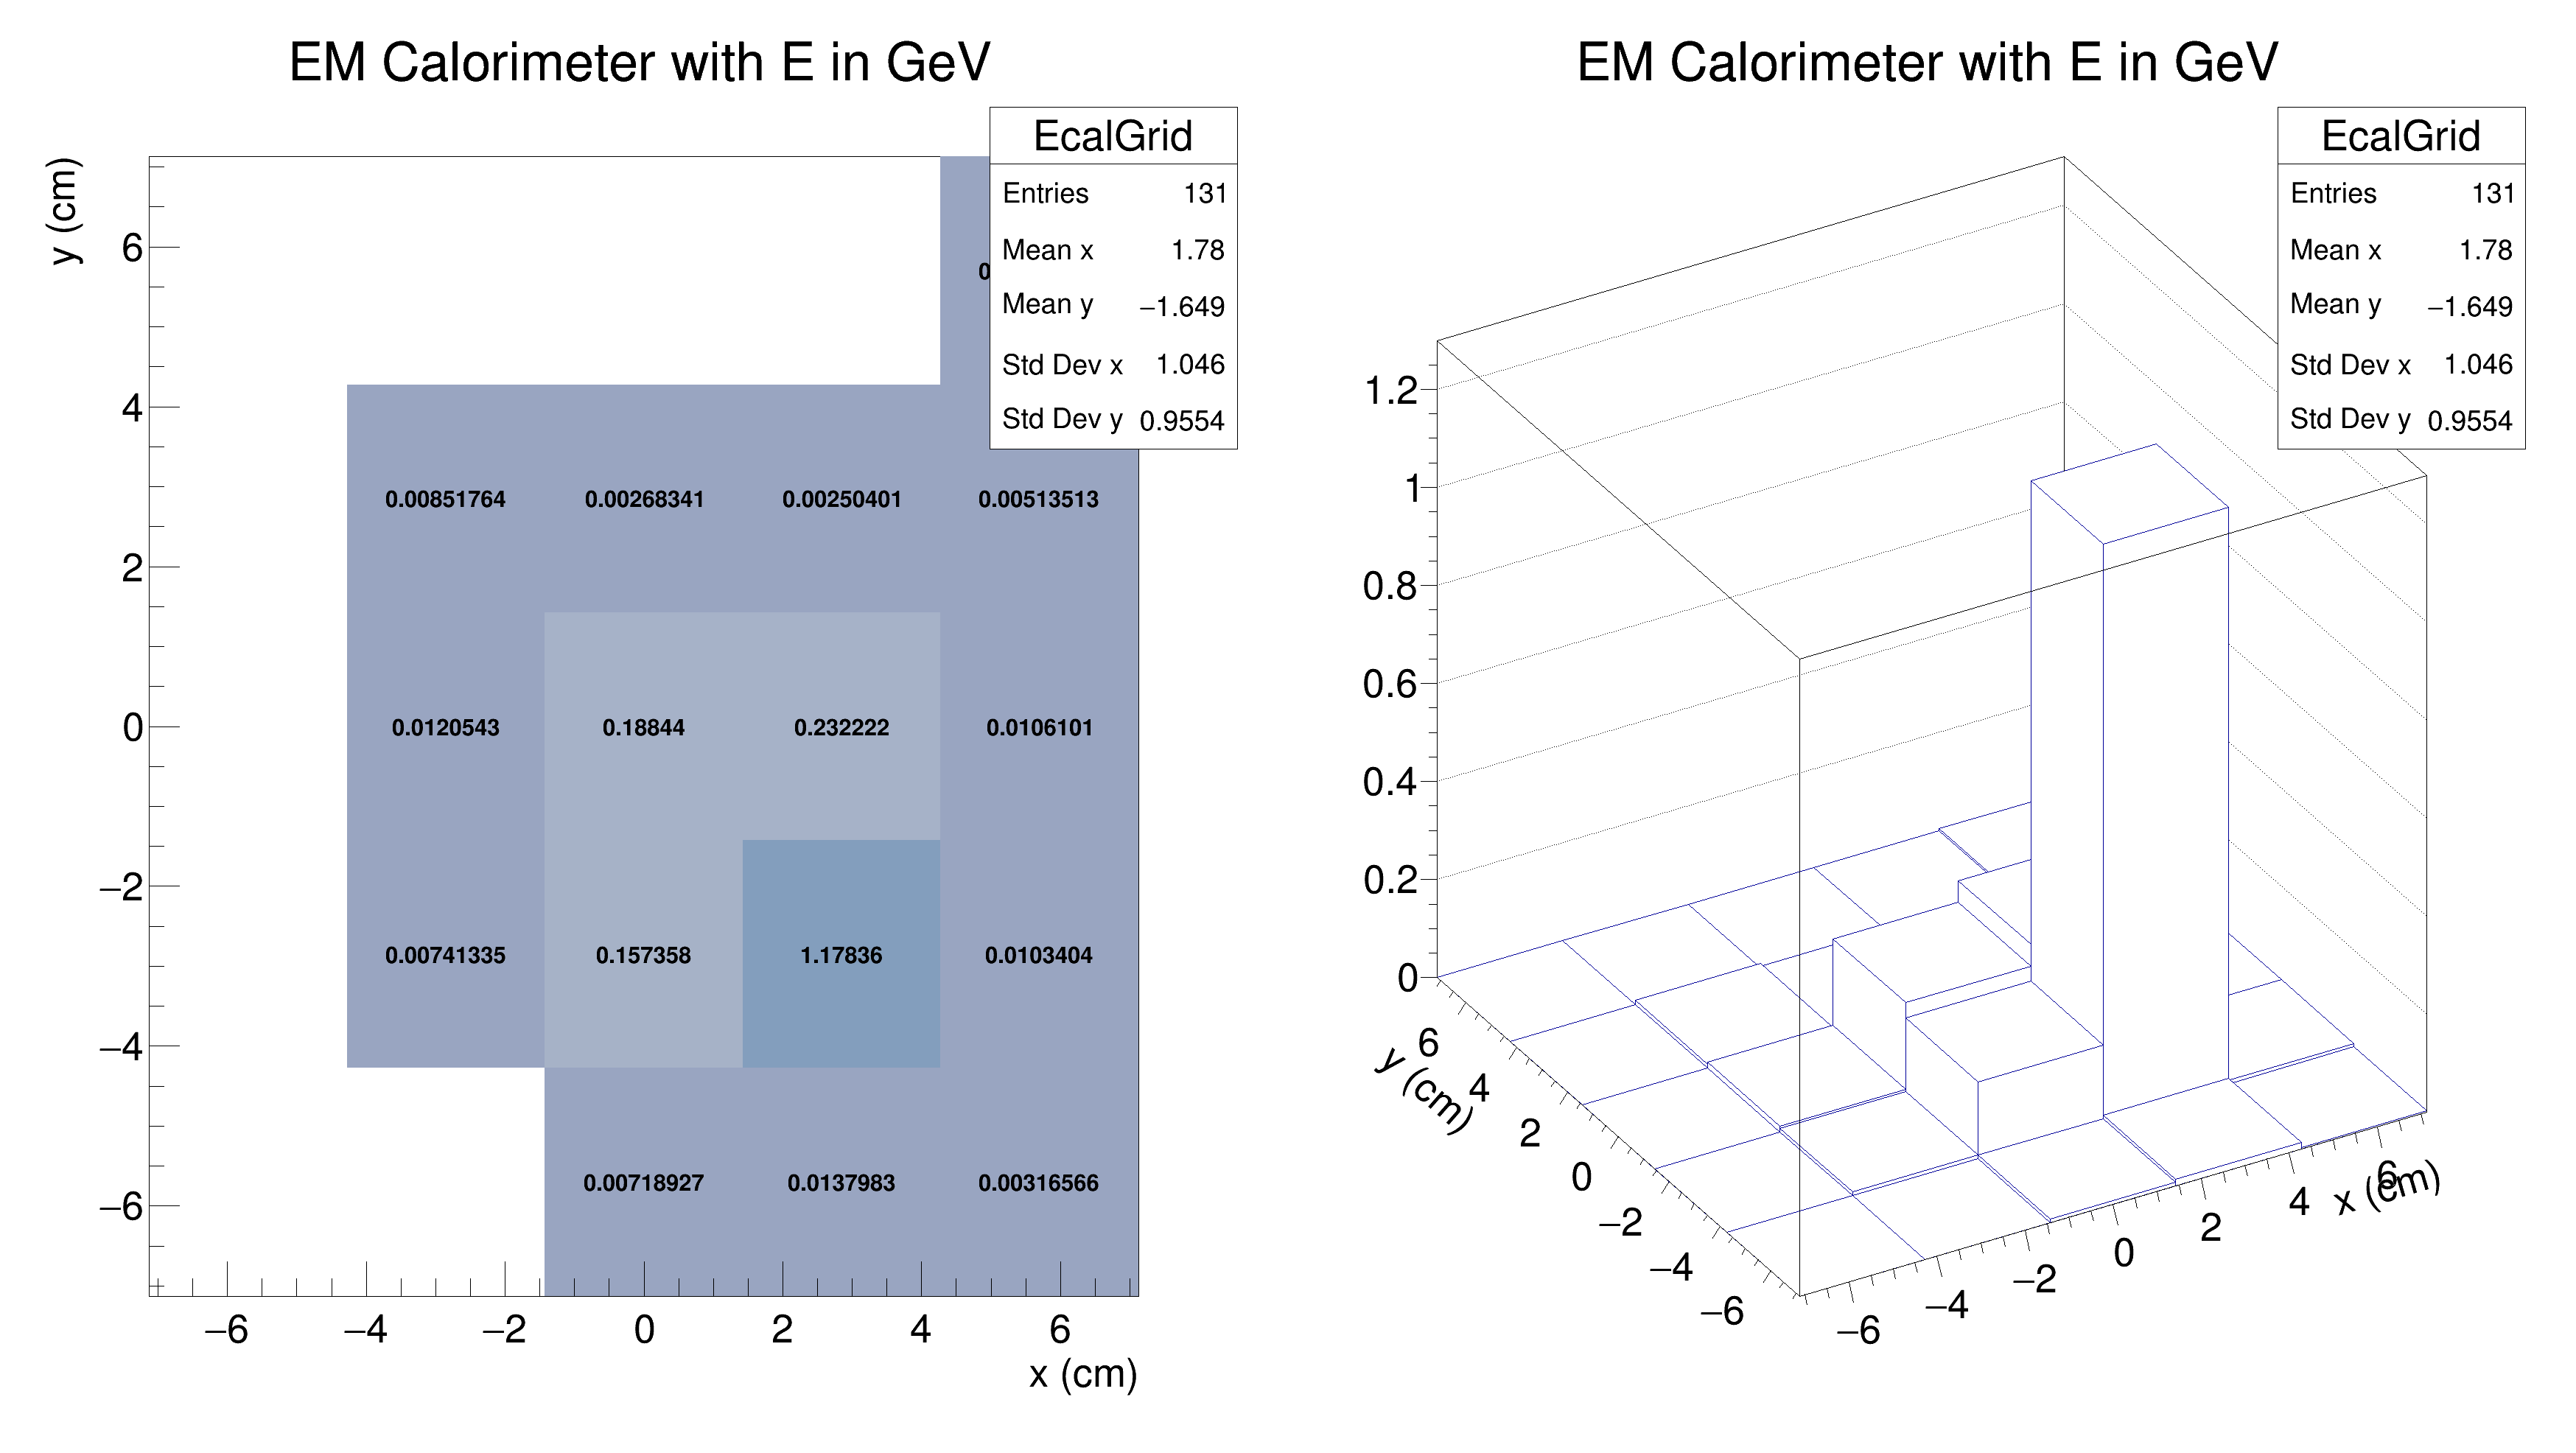 EM Calorimeter with E in GeV
y (cm)
EcalGrid
Entries 131
Mean x 1.78
Mean y −1.649
Std Dev x 1.046
Std Dev y 0.9554
6
4
2
0
−2
−4
−6
0.00851764 0.00268341 0.00250401 0.00513513
0.0120543 0.18844 0.232222 0.0106101
0.00741335 0.157358 1.17836 0.0103404
0.00718927 0.0137983 0.00316566
−6 −4 −2 0 2 4 6
x (cm)
EM Calorimeter with E in GeV
EcalGrid
Entries 131
Mean x 1.78
Mean y −1.649
Std Dev x 1.046
Std Dev y 0.9554
1.2
1
0.8
0.6
0.4
0.2
0
6
4
2
0
−2
−4
−6
y (cm)
−6
−4
−2
0
2
4
6
x (cm)